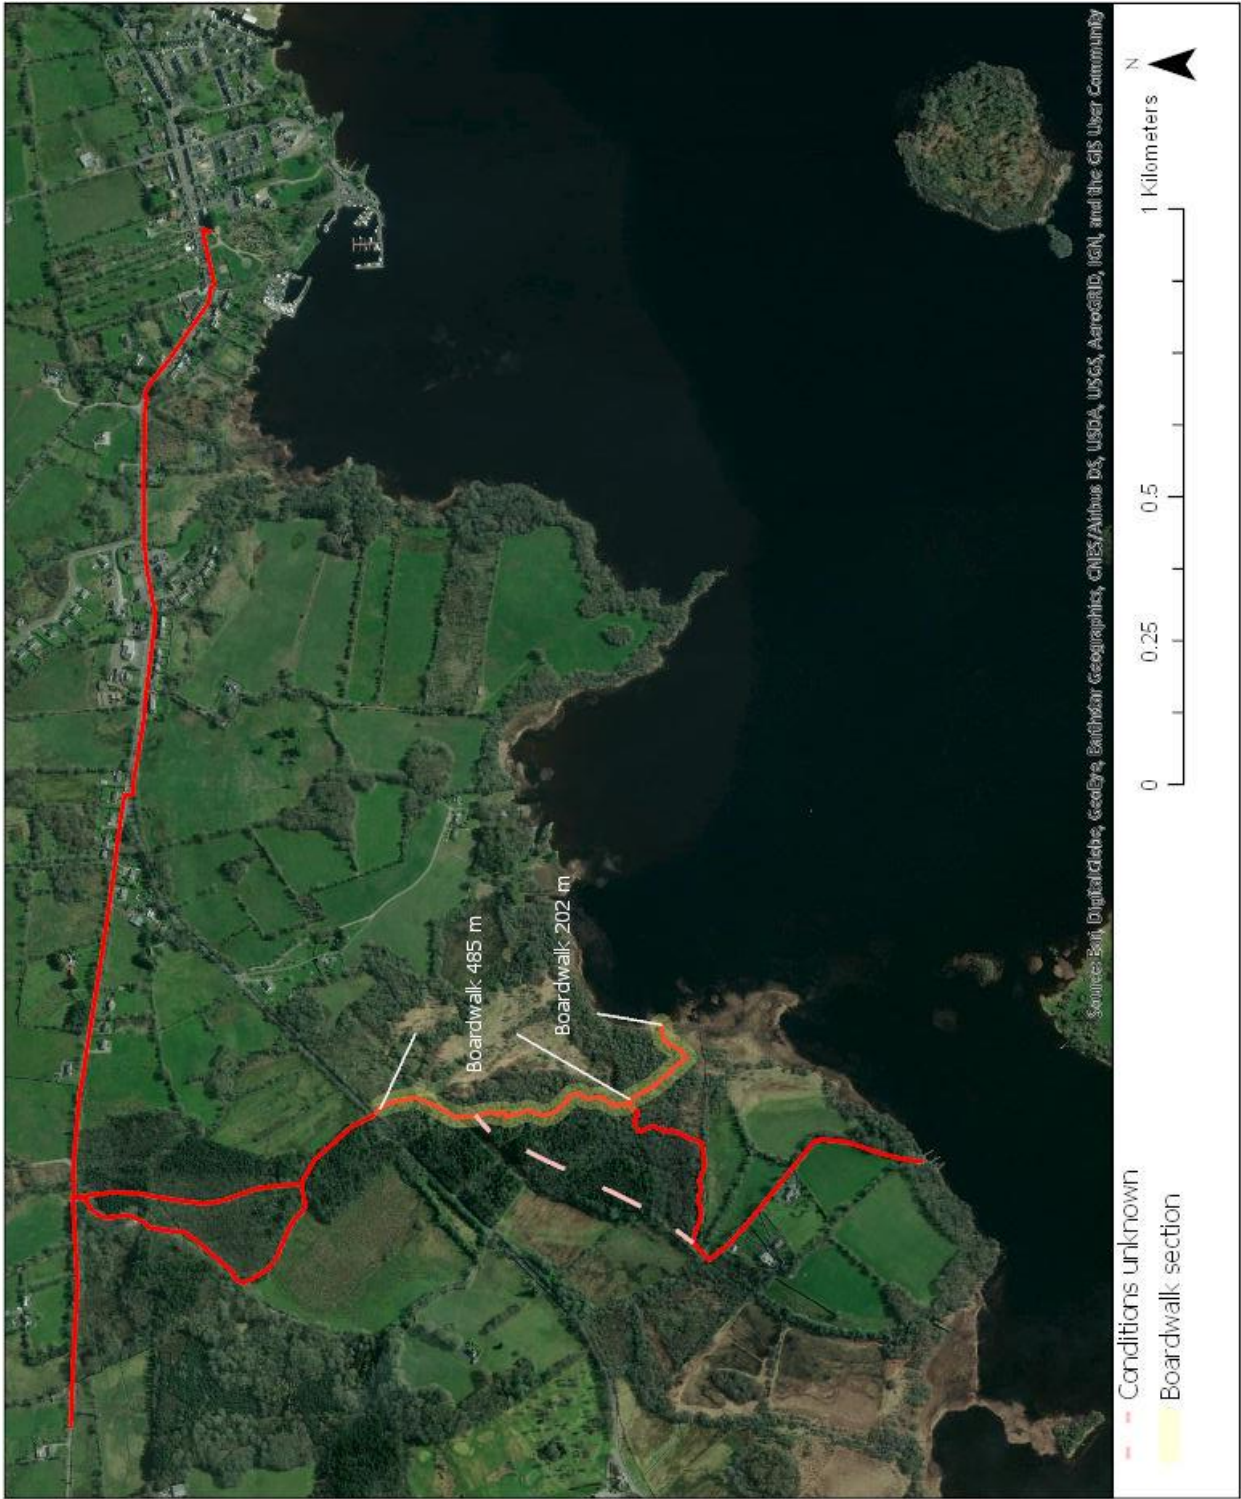 Boardwalk 485 m
Boardwalk 202 m
Source: Esri, DigitalGlobe, GeoEye, Earthstar Geographics, CNES/Airbus DS, USDA, USGS, AeroGRID, IGN, and the GIS User Community
Conditions unknown
Boardwalk section
0 0.25 0.5 1 Kilometers
N